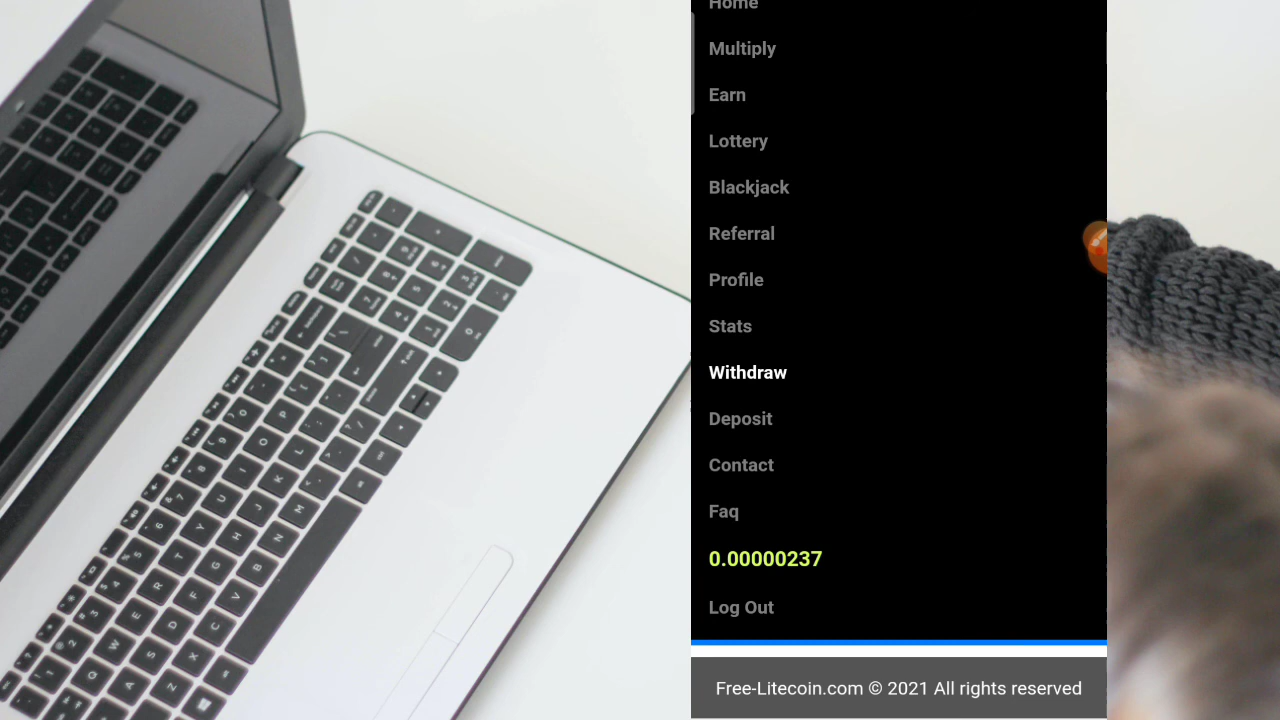 Home
Multiply
Earn
Lottery
Blackjack
Referral
Profile
Stats
Withdraw
Deposit
Contact
Faq
0.00000237
Log Out
Free-Litecoin.com © 2021 All rights reserved